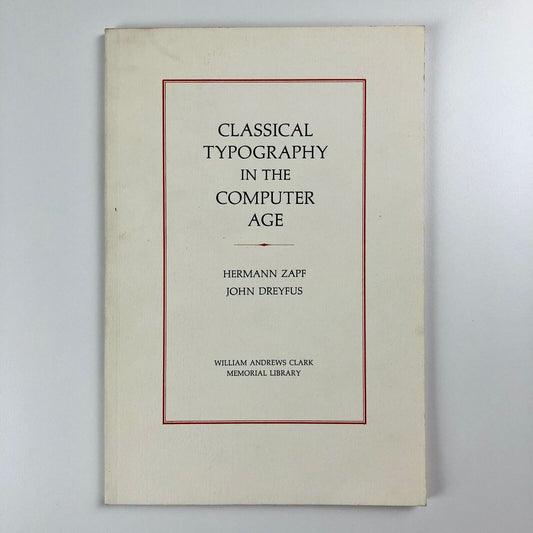 CLASSICAL
TYPOGRAPHY
IN THE
COMPUTER
AGE
HERMANN ZAPF
JOHN DREYFUS
WILLIAM ANDREWS CLARK
MEMORIAL LIBRARY